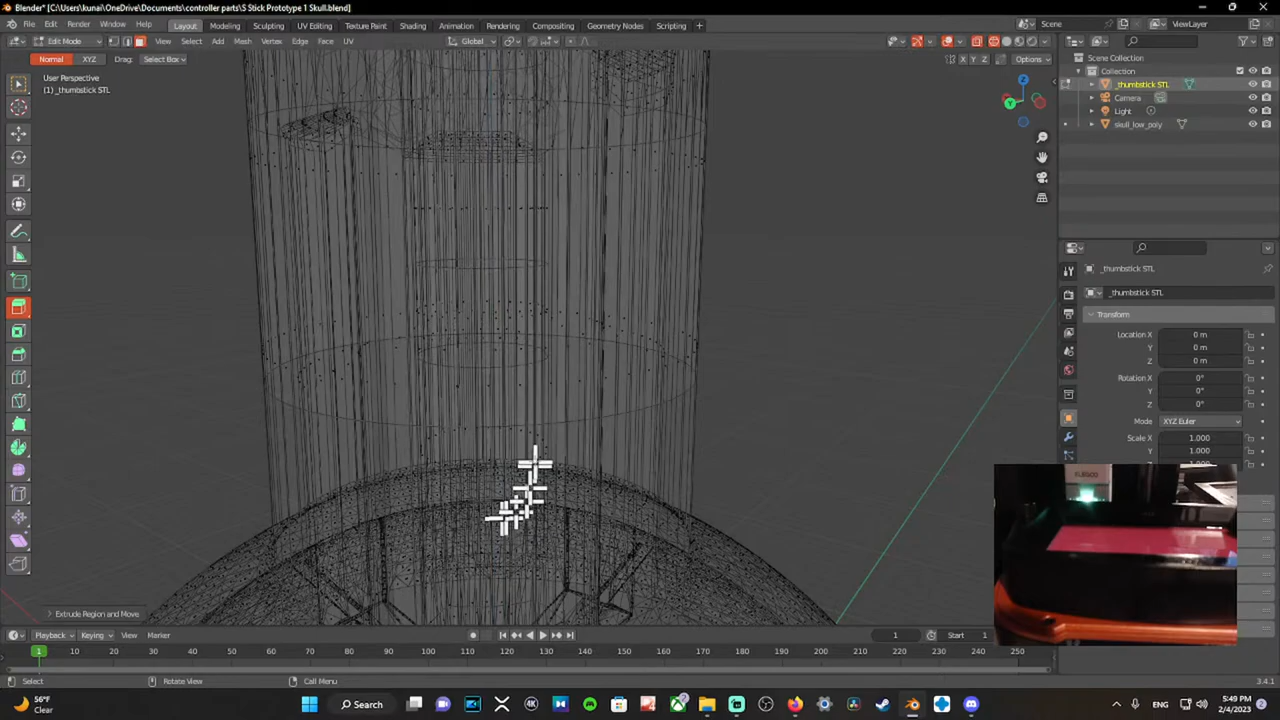 Blender* [C:\Users\kunai\OneDrive\Documents\controller parts\S Stick Prototype 1 Skull.blend]
File Edit Render Window Help Layout Modeling Sculpting UV Editing Texture Paint Shading Animation Rendering Compositing Geometry Nodes Scripting + Scene ViewLayer
Edit Mode View Select Add Mesh Vertex Edge Face UV Global
Normal XYZ Drag: Select Box X Y Z Options
User Perspective
(1) _thumbstick STL
Scene Collection
Collection
_thumbstick STL
Camera
Light
skull_low_poly
Z
Y
_thumbstick STL
_thumbstick STL
Transform
Location X 0 m
Y 0 m
Z 0 m
Rotation X 0°
Y 0°
Z 0°
Mode XYZ Euler
Scale X 1.000
Y 1.000
Extrude Region and Move
Playback Keying View Marker 1 Start 1
1 10 20 30 40 50 60 70 80 90 100 110 120 130 140 150 160 170 180 190 200 210 220 230 240 250
Select Rotate View Call Menu 3.4.1
56°F
Clear
Search
ENG
5:49 PM
2/4/2023